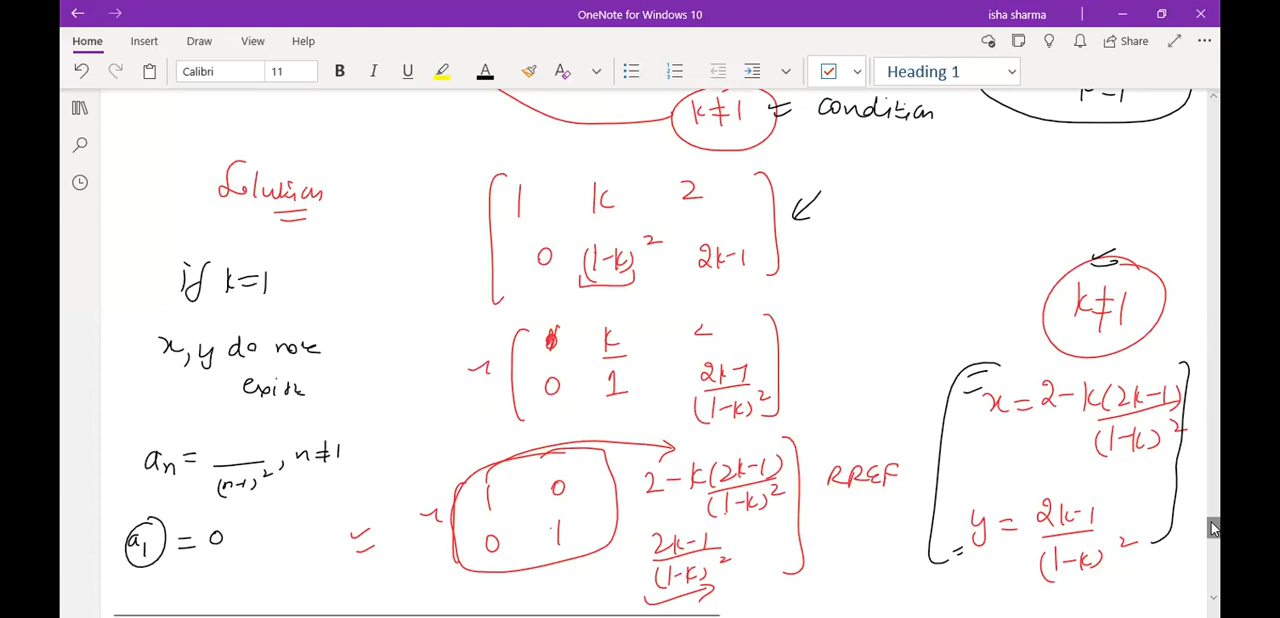 OneNote for Windows 10
isha sharma
Home Insert Draw View Help
Share
Calibri 11 B I U A Heading 1
k≠1 = condition
k=1
Solution
1 k 2
0 (1-k)² 2k-1
if k=1
x, y do not
exist
k≠1
k
0 1 2k-1/(1-k)²
x = 2 - k(2k-1)/(1-k)²
aₙ = /(n-1)², n≠1
1 0 2 - k(2k-1)/(1-k)² RREF
a₁ = 0
0 1 2k-1/(1-k)²
y = 2k-1/(1-k)²